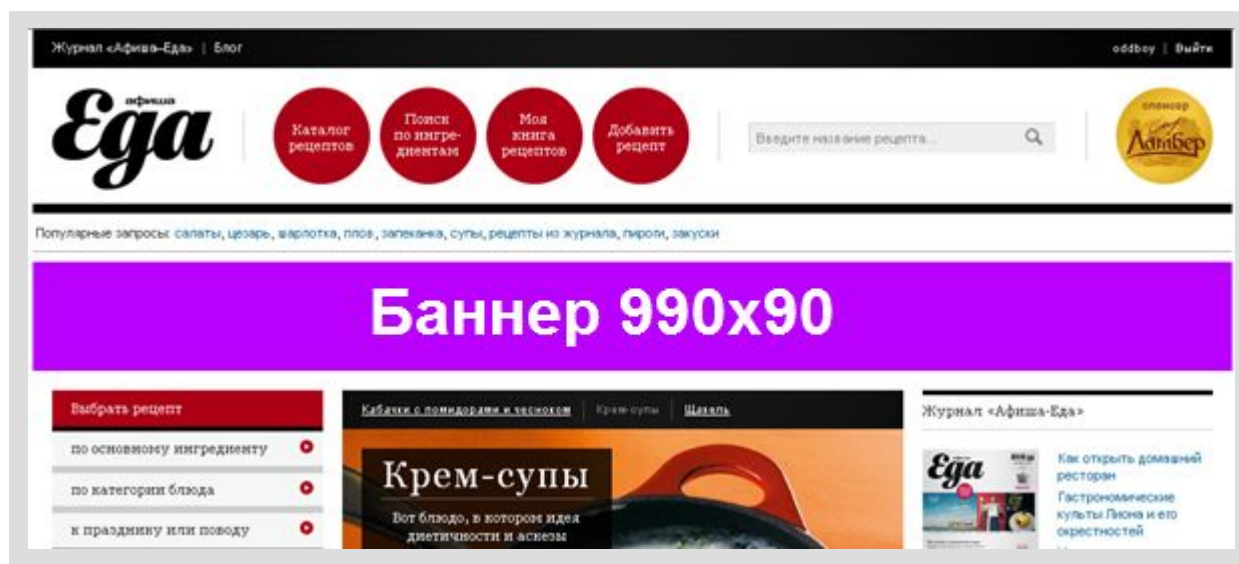 Журнал «Афиша–Еда» | Блог
oddboy | Выйти
афиша
Еда
Каталог
рецептов
Поиск
по ингре-
диентам
Моя
книга
рецептов
Добавить
рецепт
Введите название рецепта...
спонсор
Ламбер
Популярные запросы: салаты, цезарь, шарлотка, плов, запеканка, супы, рецепты из журнала, пироги, закуски
Баннер 990x90
Выбрать рецепт
по основному ингредиенту
по категории блюда
к празднику или поводу
Кабачки с помидорами и чесноком | Крем-супы | Щавель
Крем-супы
Вот блюдо, в котором идея
диетичности и аскезы
Журнал «Афиша-Еда»
Еда
Как открыть домашний
ресторан
Гастрономические
культы Лиона и его
окрестностей